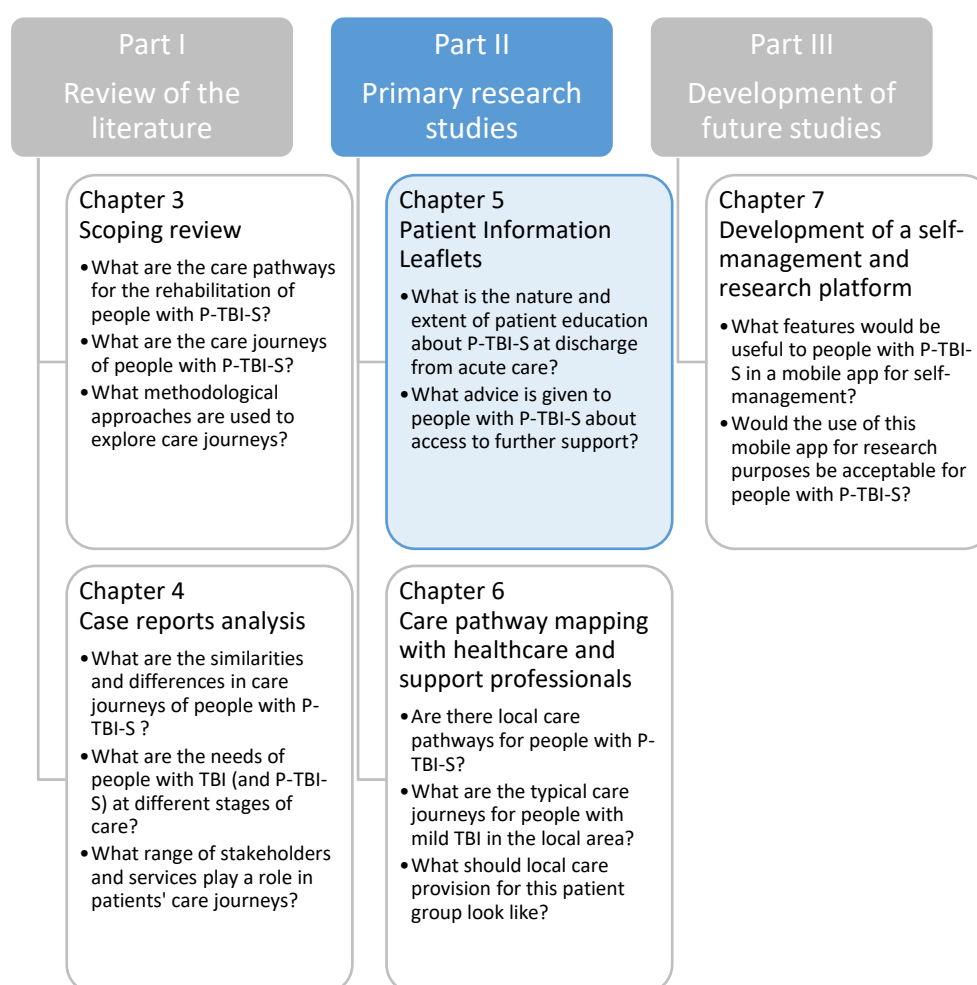 Part I
Review of the
literature
Chapter 3
Scoping review
•What are the care pathways
for the rehabilitation of
people with P-TBI-S?
•What are the care journeys
of people with P-TBI-S?
•What methodological
approaches are used to
explore care journeys?
Chapter 4
Case reports analysis
•What are the similarities
and differences in care
journeys of people with P-
TBI-S ?
•What are the needs of
people with TBI (and P-TBI-
S) at different stages of
care?
•What range of stakeholders
and services play a role in
patients' care journeys?
Part II
Primary research
studies
Chapter 5
Patient Information
Leaflets
•What is the nature and
extent of patient education
about P-TBI-S at discharge
from acute care?
•What advice is given to
people with P-TBI-S about
access to further support?
Chapter 6
Care pathway mapping
with healthcare and
support professionals
•Are there local care
pathways for people with P-
TBI-S?
•What are the typical care
journeys for people with
mild TBI in the local area?
•What should local care
provision for this patient
group look like?
Part III
Development of
future studies
Chapter 7
Development of a self-
management and
research platform
•What features would be
useful to people with P-TBI-
S in a mobile app for self-
management?
•Would the use of this
mobile app for research
purposes be acceptable for
people with P-TBI-S?